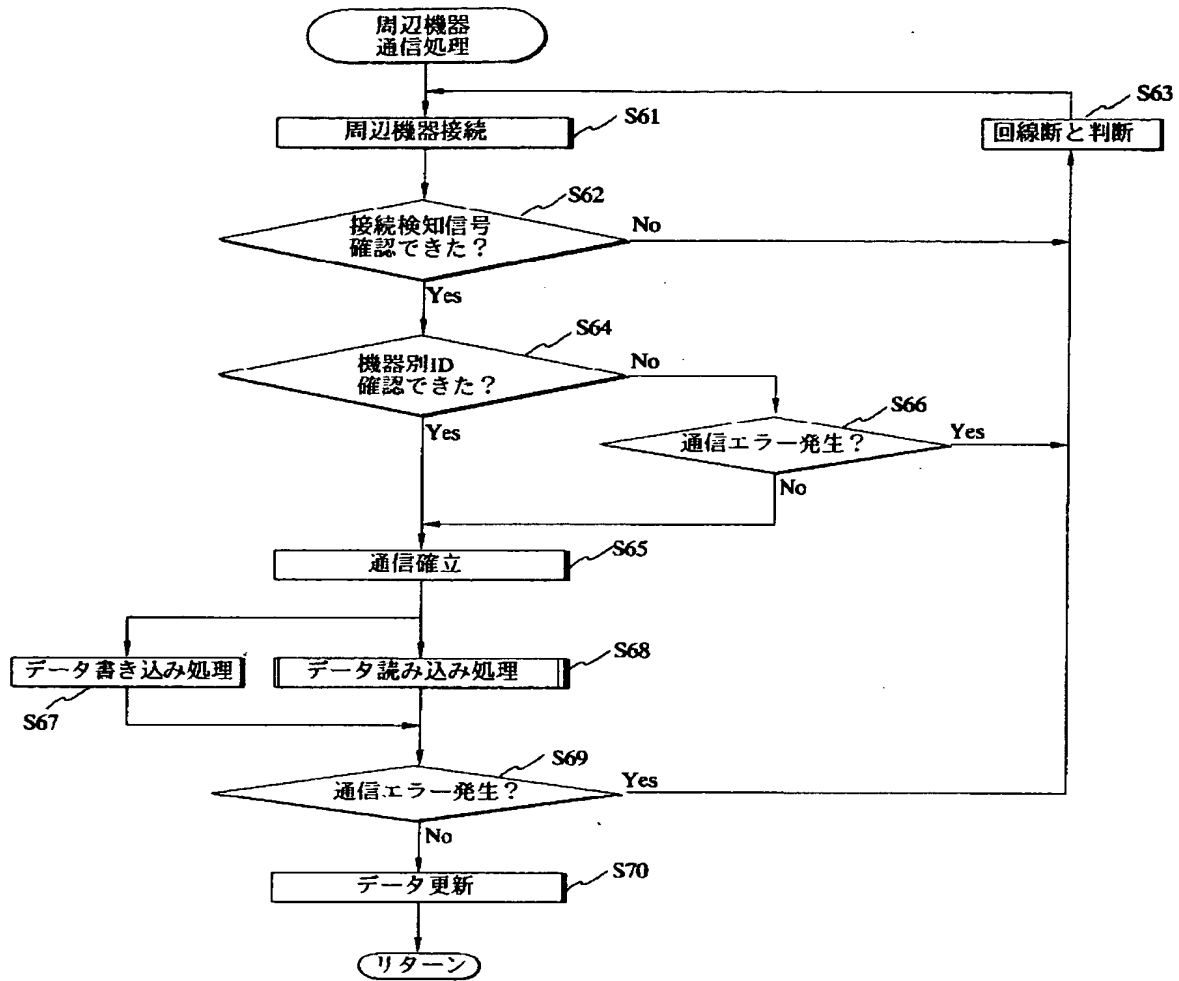 周辺機器
通信処理
S63
S61
周辺機器接続
回線断と判断
S62
接続検知信号
確認できた?
No
Yes
S64
機器別ID
確認できた?
No
S66
Yes
通信エラー発生?
Yes
No
S65
通信確立
データ書き込み処理
データ読み込み処理
S68
S67
S69
通信エラー発生?
Yes
No
S70
データ更新
リターン